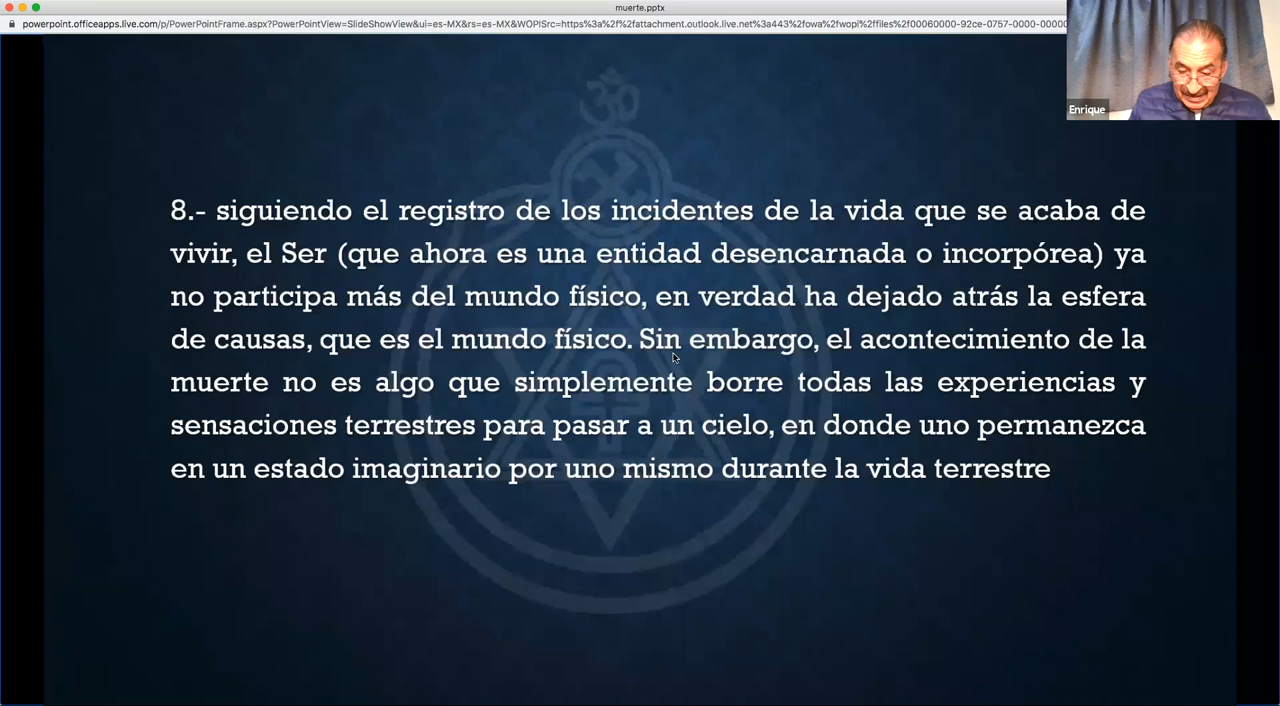 muerte.pptx
powerpoint.officeapps.live.com/p/PowerPointFrame.aspx?PowerPointView=SlideShowView&ui=es-MX&rs=es-MX&WOPISrc=https%3a%2f%2fattachment.outlook.live.net%3a443%2fowa%2fwopi%2ffiles%2f00060000-92ce-0757-0000-00000
Enrique
8.- siguiendo el registro de los incidentes de la vida que se acaba de
vivir, el Ser (que ahora es una entidad desencarnada o incorpórea) ya
no participa más del mundo físico, en verdad ha dejado atrás la esfera
de causas, que es el mundo físico. Sin embargo, el acontecimiento de la
muerte no es algo que simplemente borre todas las experiencias y
sensaciones terrestres para pasar a un cielo, en donde uno permanezca
en un estado imaginario por uno mismo durante la vida terrestre